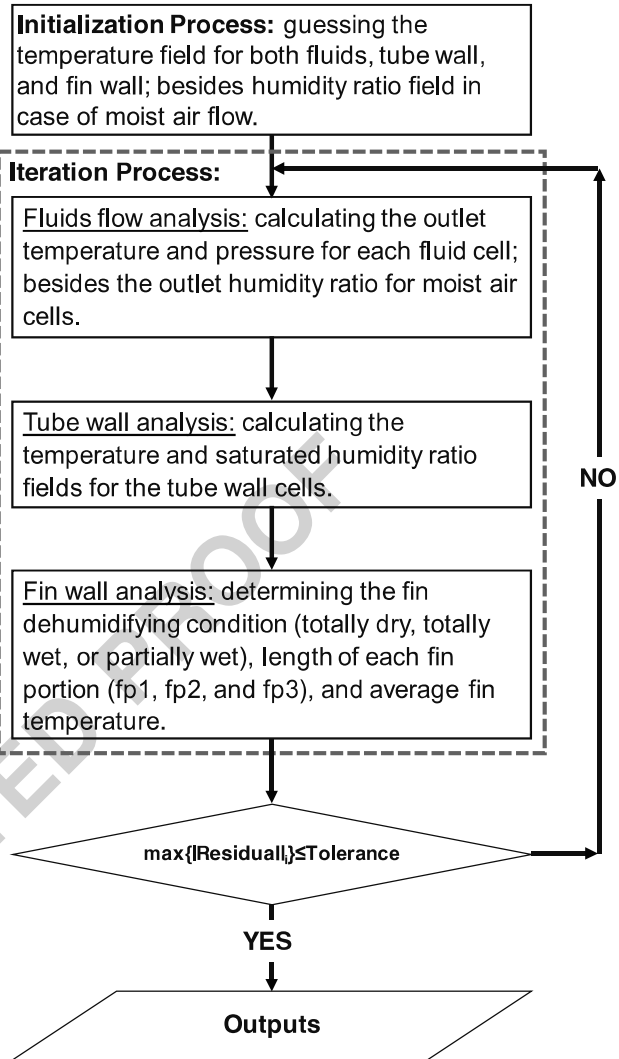 Initialization Process: guessing the
temperature field for both fluids, tube wall,
and fin wall; besides humidity ratio field in
case of moist air flow.
Iteration Process:
Fluids flow analysis: calculating the outlet
temperature and pressure for each fluid cell;
besides the outlet humidity ratio for moist air
cells.
Tube wall analysis: calculating the
temperature and saturated humidity ratio
fields for the tube wall cells.
NO
Fin wall analysis: determining the fin
dehumidifying condition (totally dry, totally
wet, or partially wet), length of each fin
portion (fp1, fp2, and fp3), and average fin
temperature.
max{|Residual|i}≤Tolerance
YES
Outputs
TED PROOF